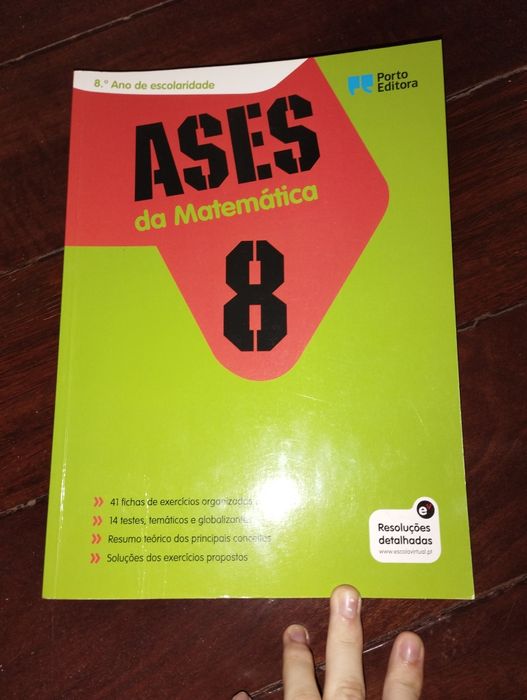 8.º Ano de escolaridade
Porto
Editora
ASES
da Matemática
8
41 fichas de exercícios organizadas
14 testes, temáticos e globalizantes
Resumo teórico dos principais conceitos
Soluções dos exercícios propostos
e
Resoluções
detalhadas
www.escolavirtual.pt